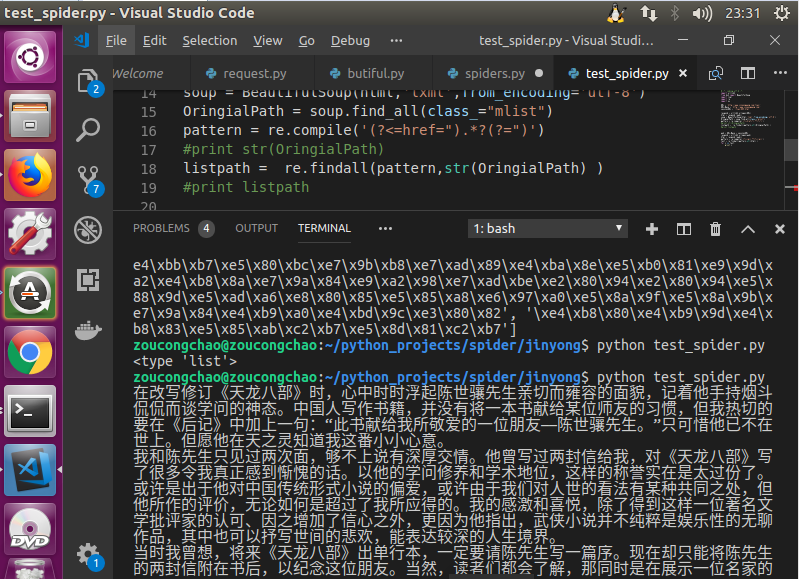 test_spider.py - Visual Studio Code
23:31
File Edit Selection View Go Debug ··· test_spider.py - Visual Studi...
Welcome request.py butiful.py spiders.py test_spider.py
14 soup = BeautifulSoup(html,'lxml',from_encoding='utf-8')
15 OringialPath = soup.find_all(class_="mlist")
16 pattern = re.compile('(?<=href=").*?(?=")')
17 #print str(OringialPath)
18 listpath =  re.findall(pattern,str(OringialPath) )
19 #print listpath
20
PROBLEMS 4 OUTPUT TERMINAL ··· 1: bash
e4\xbb\xb7\xe5\x80\xbc\xe7\x9b\xb8\xe7\xad\x89\xe4\xba\x8e\xe5\xb0\x81\xe9\x9d\x
a2\xe4\xb8\x8a\xe7\x9a\x84\xe9\xa2\x98\xe7\xad\xbe\xe2\x80\x94\xe2\x80\x94\xe5\x
88\x9d\xe5\xad\xa6\xe8\x80\x85\xe5\x85\xa8\xe6\x97\xa0\xe5\x8a\x9f\xe5\x8a\x9b\x
e7\x9a\x84\xe4\xb9\xa0\xe4\xbd\x9c\xe3\x80\x82', '\xe4\xb8\x80\xe4\xb9\x9d\xe4\x
b8\x83\xe5\x85\xab\xc2\xb7\xe5\x8d\x81\xc2\xb7']
zoucongchao@zoucongchao:~/python_projects/spider/jinyong$ python test_spider.py
<type 'list'>
zoucongchao@zoucongchao:~/python_projects/spider/jinyong$ python test_spider.py
在改写修订《天龙八部》时，心中时时浮起陈世骧先生亲切而雍容的面貌，记着他手持烟斗
侃侃而谈学问的神态。中国人写作书籍，并没有将一本书献给某位师友的习惯，但我热切的
要在《后记》中加上一句：“此书献给我所敬爱的一位朋友──陈世骧先生。”只可惜他已不在
世上。但愿他在天之灵知道我这番小小心意。
我和陈先生只见过两次面，够不上说有深厚交情。他曾写过两封信给我，对《天龙八部》写
了很多令我真正感到惭愧的话。以他的学问修养和学术地位，这样的称誉实在是太过份了。
或许是出于他对中国传统形式小说的偏爱，或许由于我们对人世的看法有某种共同之处，但
他所作的评价，无论如何是超过了我所应得的。我的感激和喜悦，除了得到这样一位著名文
学批评家的认可、因之增加了信心之外，更因为他指出，武侠小说并不纯粹是娱乐性的无聊
作品，其中也可以抒写世间的悲欢，能表达较深的人生境界。
当时我曾想，将来《天龙八部》出单行本，一定要请陈先生写一篇序。现在却只能将陈先生
的两封信附在书后，以纪念这位朋友。当然，读者们都会了解，那同时是在展示一位名家的
2
7
1
DVD